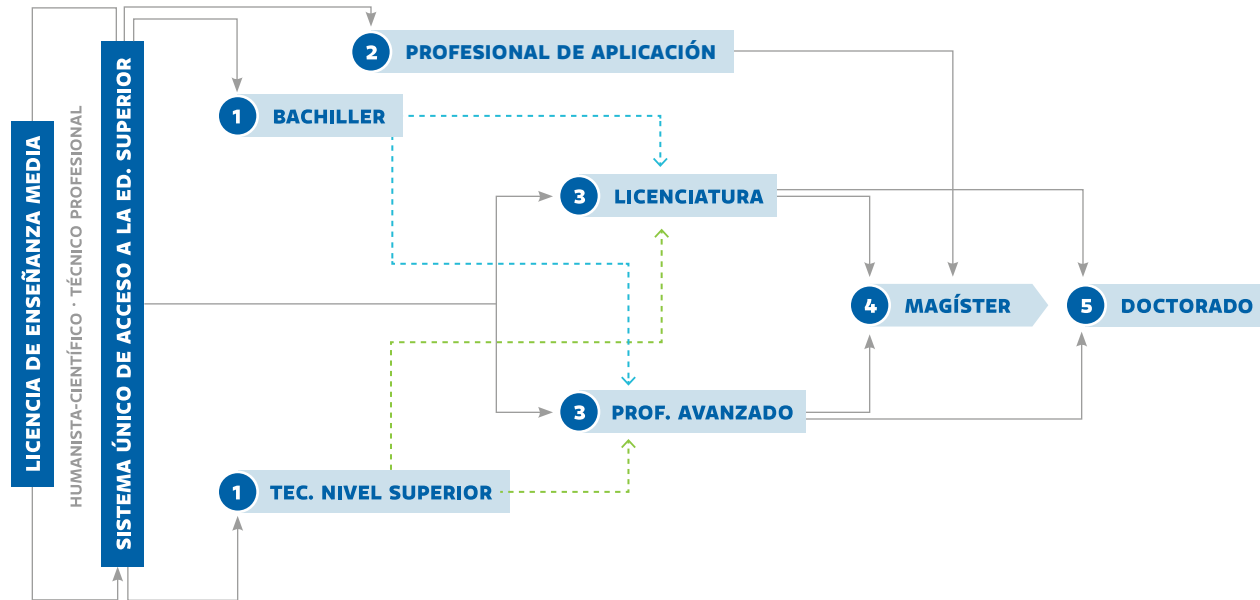 LICENCIA DE ENSEÑANZA MEDIA
HUMANISTA-CIENTÍFICO · TÉCNICO PROFESIONAL
SISTEMA ÚNICO DE ACCESO A LA ED. SUPERIOR
2 PROFESIONAL DE APLICACIÓN
1 BACHILLER
3 LICENCIATURA
4 MAGÍSTER
5 DOCTORADO
3 PROF. AVANZADO
1 TEC. NIVEL SUPERIOR